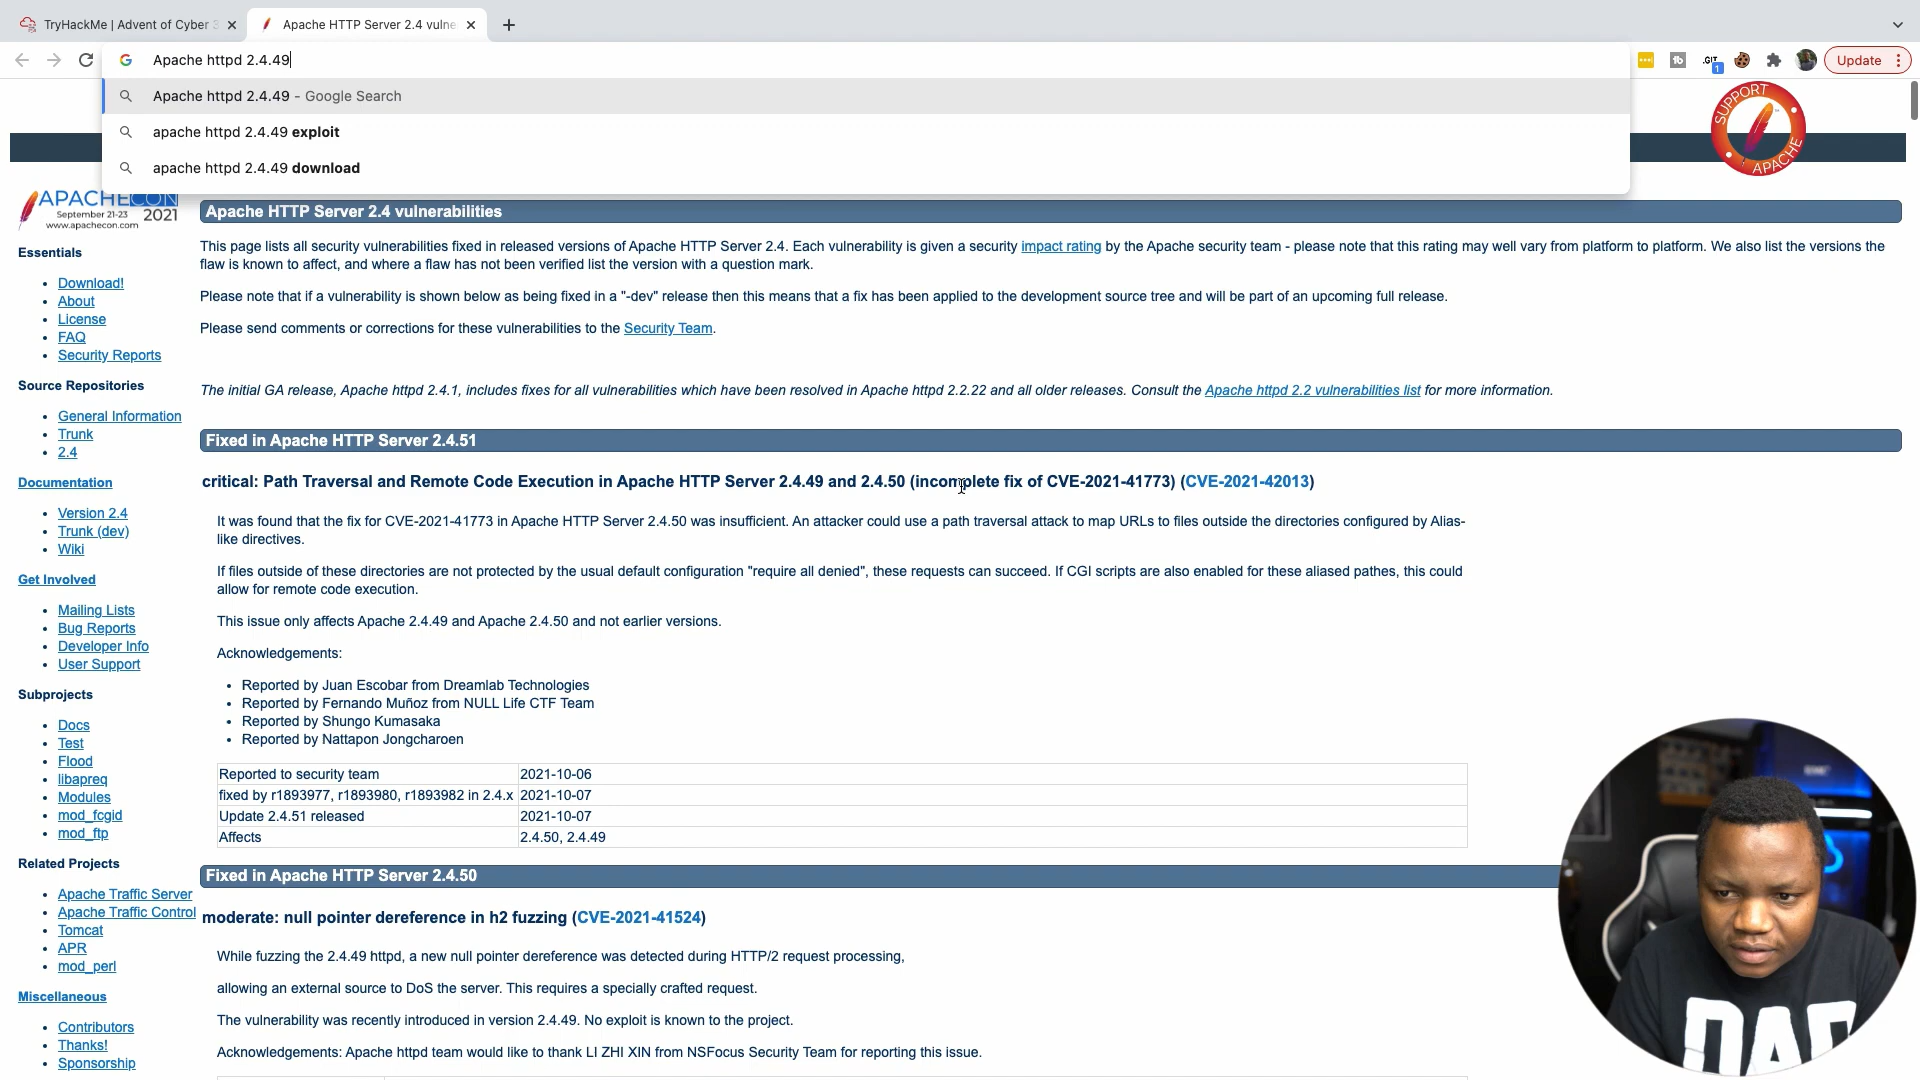 TryHackMe | Advent of Cyber 3
Apache HTTP Server 2.4 vulne
Apache httpd 2.4.49
.GIT
1
Update
Apache httpd 2.4.49 - Google Search
apache httpd 2.4.49 exploit
apache httpd 2.4.49 download
SUPPORT
APACHE
APACHECON
September 21-23 2021
www.apachecon.com
Essentials
Download!
About
License
FAQ
Security Reports
Source Repositories
General Information
Trunk
2.4
Documentation
Version 2.4
Trunk (dev)
Wiki
Get Involved
Mailing Lists
Bug Reports
Developer Info
User Support
Subprojects
Docs
Test
Flood
libapreq
Modules
mod_fcgid
mod_ftp
Related Projects
Apache Traffic Server
Apache Traffic Control
Tomcat
APR
mod_perl
Miscellaneous
Contributors
Thanks!
Sponsorship
Apache HTTP Server 2.4 vulnerabilities
This page lists all security vulnerabilities fixed in released versions of Apache HTTP Server 2.4. Each vulnerability is given a security impact rating by the Apache security team - please note that this rating may well vary from platform to platform. We also list the versions the
flaw is known to affect, and where a flaw has not been verified list the version with a question mark.
Please note that if a vulnerability is shown below as being fixed in a "-dev" release then this means that a fix has been applied to the development source tree and will be part of an upcoming full release.
Please send comments or corrections for these vulnerabilities to the Security Team.
The initial GA release, Apache httpd 2.4.1, includes fixes for all vulnerabilities which have been resolved in Apache httpd 2.2.22 and all older releases. Consult the Apache httpd 2.2 vulnerabilities list for more information.
Fixed in Apache HTTP Server 2.4.51
critical: Path Traversal and Remote Code Execution in Apache HTTP Server 2.4.49 and 2.4.50 (incomplete fix of CVE-2021-41773) (CVE-2021-42013)
It was found that the fix for CVE-2021-41773 in Apache HTTP Server 2.4.50 was insufficient. An attacker could use a path traversal attack to map URLs to files outside the directories configured by Alias-
like directives.
If files outside of these directories are not protected by the usual default configuration "require all denied", these requests can succeed. If CGI scripts are also enabled for these aliased pathes, this could
allow for remote code execution.
This issue only affects Apache 2.4.49 and Apache 2.4.50 and not earlier versions.
Acknowledgements:
Reported by Juan Escobar from Dreamlab Technologies
Reported by Fernando Muñoz from NULL Life CTF Team
Reported by Shungo Kumasaka
Reported by Nattapon Jongcharoen
Reported to security team 2021-10-06
fixed by r1893977, r1893980, r1893982 in 2.4.x 2021-10-07
Update 2.4.51 released 2021-10-07
Affects 2.4.50, 2.4.49
Fixed in Apache HTTP Server 2.4.50
moderate: null pointer dereference in h2 fuzzing (CVE-2021-41524)
While fuzzing the 2.4.49 httpd, a new null pointer dereference was detected during HTTP/2 request processing,
allowing an external source to DoS the server. This requires a specially crafted request.
The vulnerability was recently introduced in version 2.4.49. No exploit is known to the project.
Acknowledgements: Apache httpd team would like to thank LI ZHI XIN from NSFocus Security Team for reporting this issue.